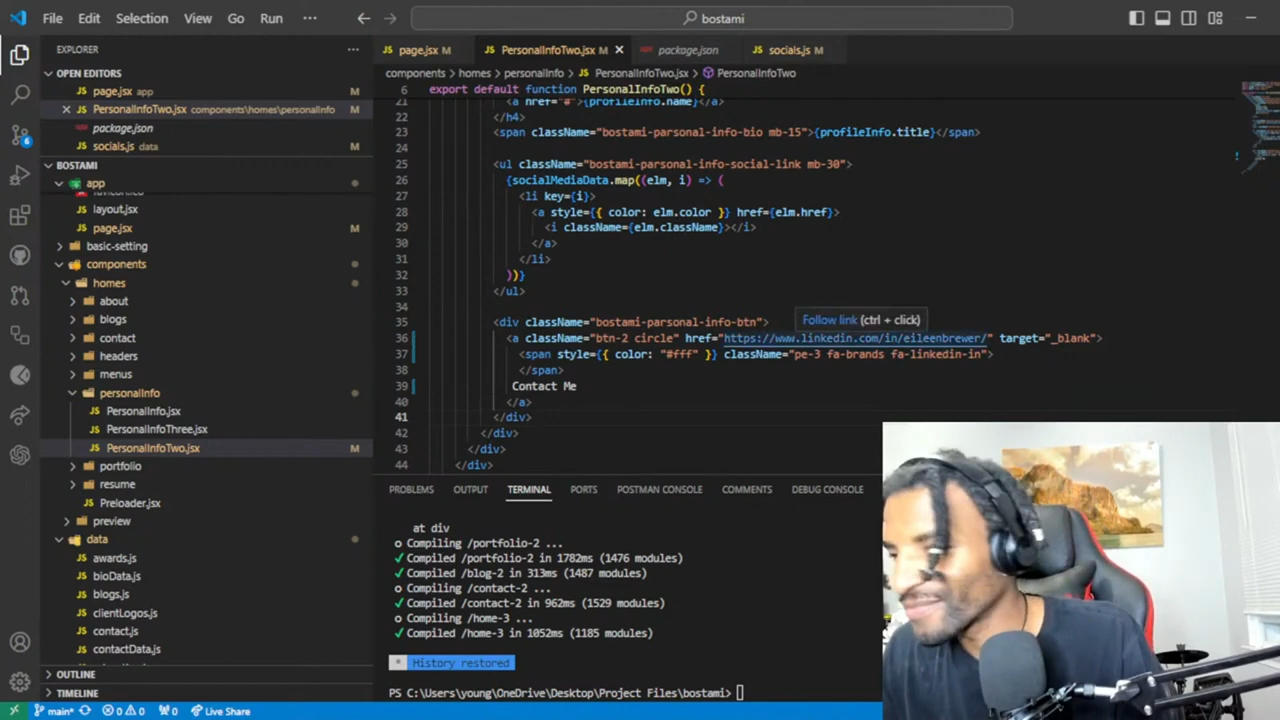 File Edit Selection View Go Run ··· bostami
EXPLORER ···
OPEN EDITORS
page.jsx app M
PersonalInfoTwo.jsx components\homes\personalInfo M
package.json
socials.js data M
BOSTAMI
app
layout.jsx
page.jsx M
basic-setting
components
homes
about
blogs
contact
headers
menus
personalInfo
PersonalInfo.jsx
PersonalInfoThree.jsx
PersonalInfoTwo.jsx M
portfolio
resume
Preloader.jsx
preview
data
awards.js
bioData.js
blogs.js
clientLogos.js
contact.js
contactData.js
OUTLINE
TIMELINE
page.jsx M PersonalInfoTwo.jsx M package.json socials.js M
components > homes > personalInfo > PersonalInfoTwo.jsx > PersonalInfoTwo
6 export default function PersonalInfoTwo() {
21 <a href="#">{profileInfo.name}</a>
22 </h4>
23 <span className="bostami-parsonal-info-bio mb-15">{profileInfo.title}</span>
24
25 <ul className="bostami-parsonal-info-social-link mb-30">
26 {socialMediaData.map((elm, i) => (
27 <li key={i}>
28 <a style={{ color: elm.color }} href={elm.href}>
29 <i className={elm.className}></i>
30 </a>
31 </li>
32 ))}
33 </ul>
34
Follow link (ctrl + click)
35 <div className="bostami-parsonal-info-btn">
36 <a className="btn-2 circle" href="https://www.linkedin.com/in/eileenbrewer/" target="_blank">
37 <span style={{ color: "#fff" }} className="pe-3 fa-brands fa-linkedin-in">
38 </span>
39 Contact Me
40 </a>
41 </div>
42 </div>
43 </div>
44 </div>
PROBLEMS OUTPUT TERMINAL PORTS POSTMAN CONSOLE COMMENTS DEBUG CONSOLE
at div
○ Compiling /portfolio-2 ...
✓ Compiled /portfolio-2 in 1782ms (1476 modules)
✓ Compiled /blog-2 in 313ms (1487 modules)
○ Compiling /contact-2 ...
✓ Compiled /contact-2 in 962ms (1529 modules)
○ Compiling /home-3 ...
✓ Compiled /home-3 in 1052ms (1185 modules)
* History restored
PS C:\Users\young\OneDrive\Desktop\Project Files\bostami>
main* 0 0 0 Live Share